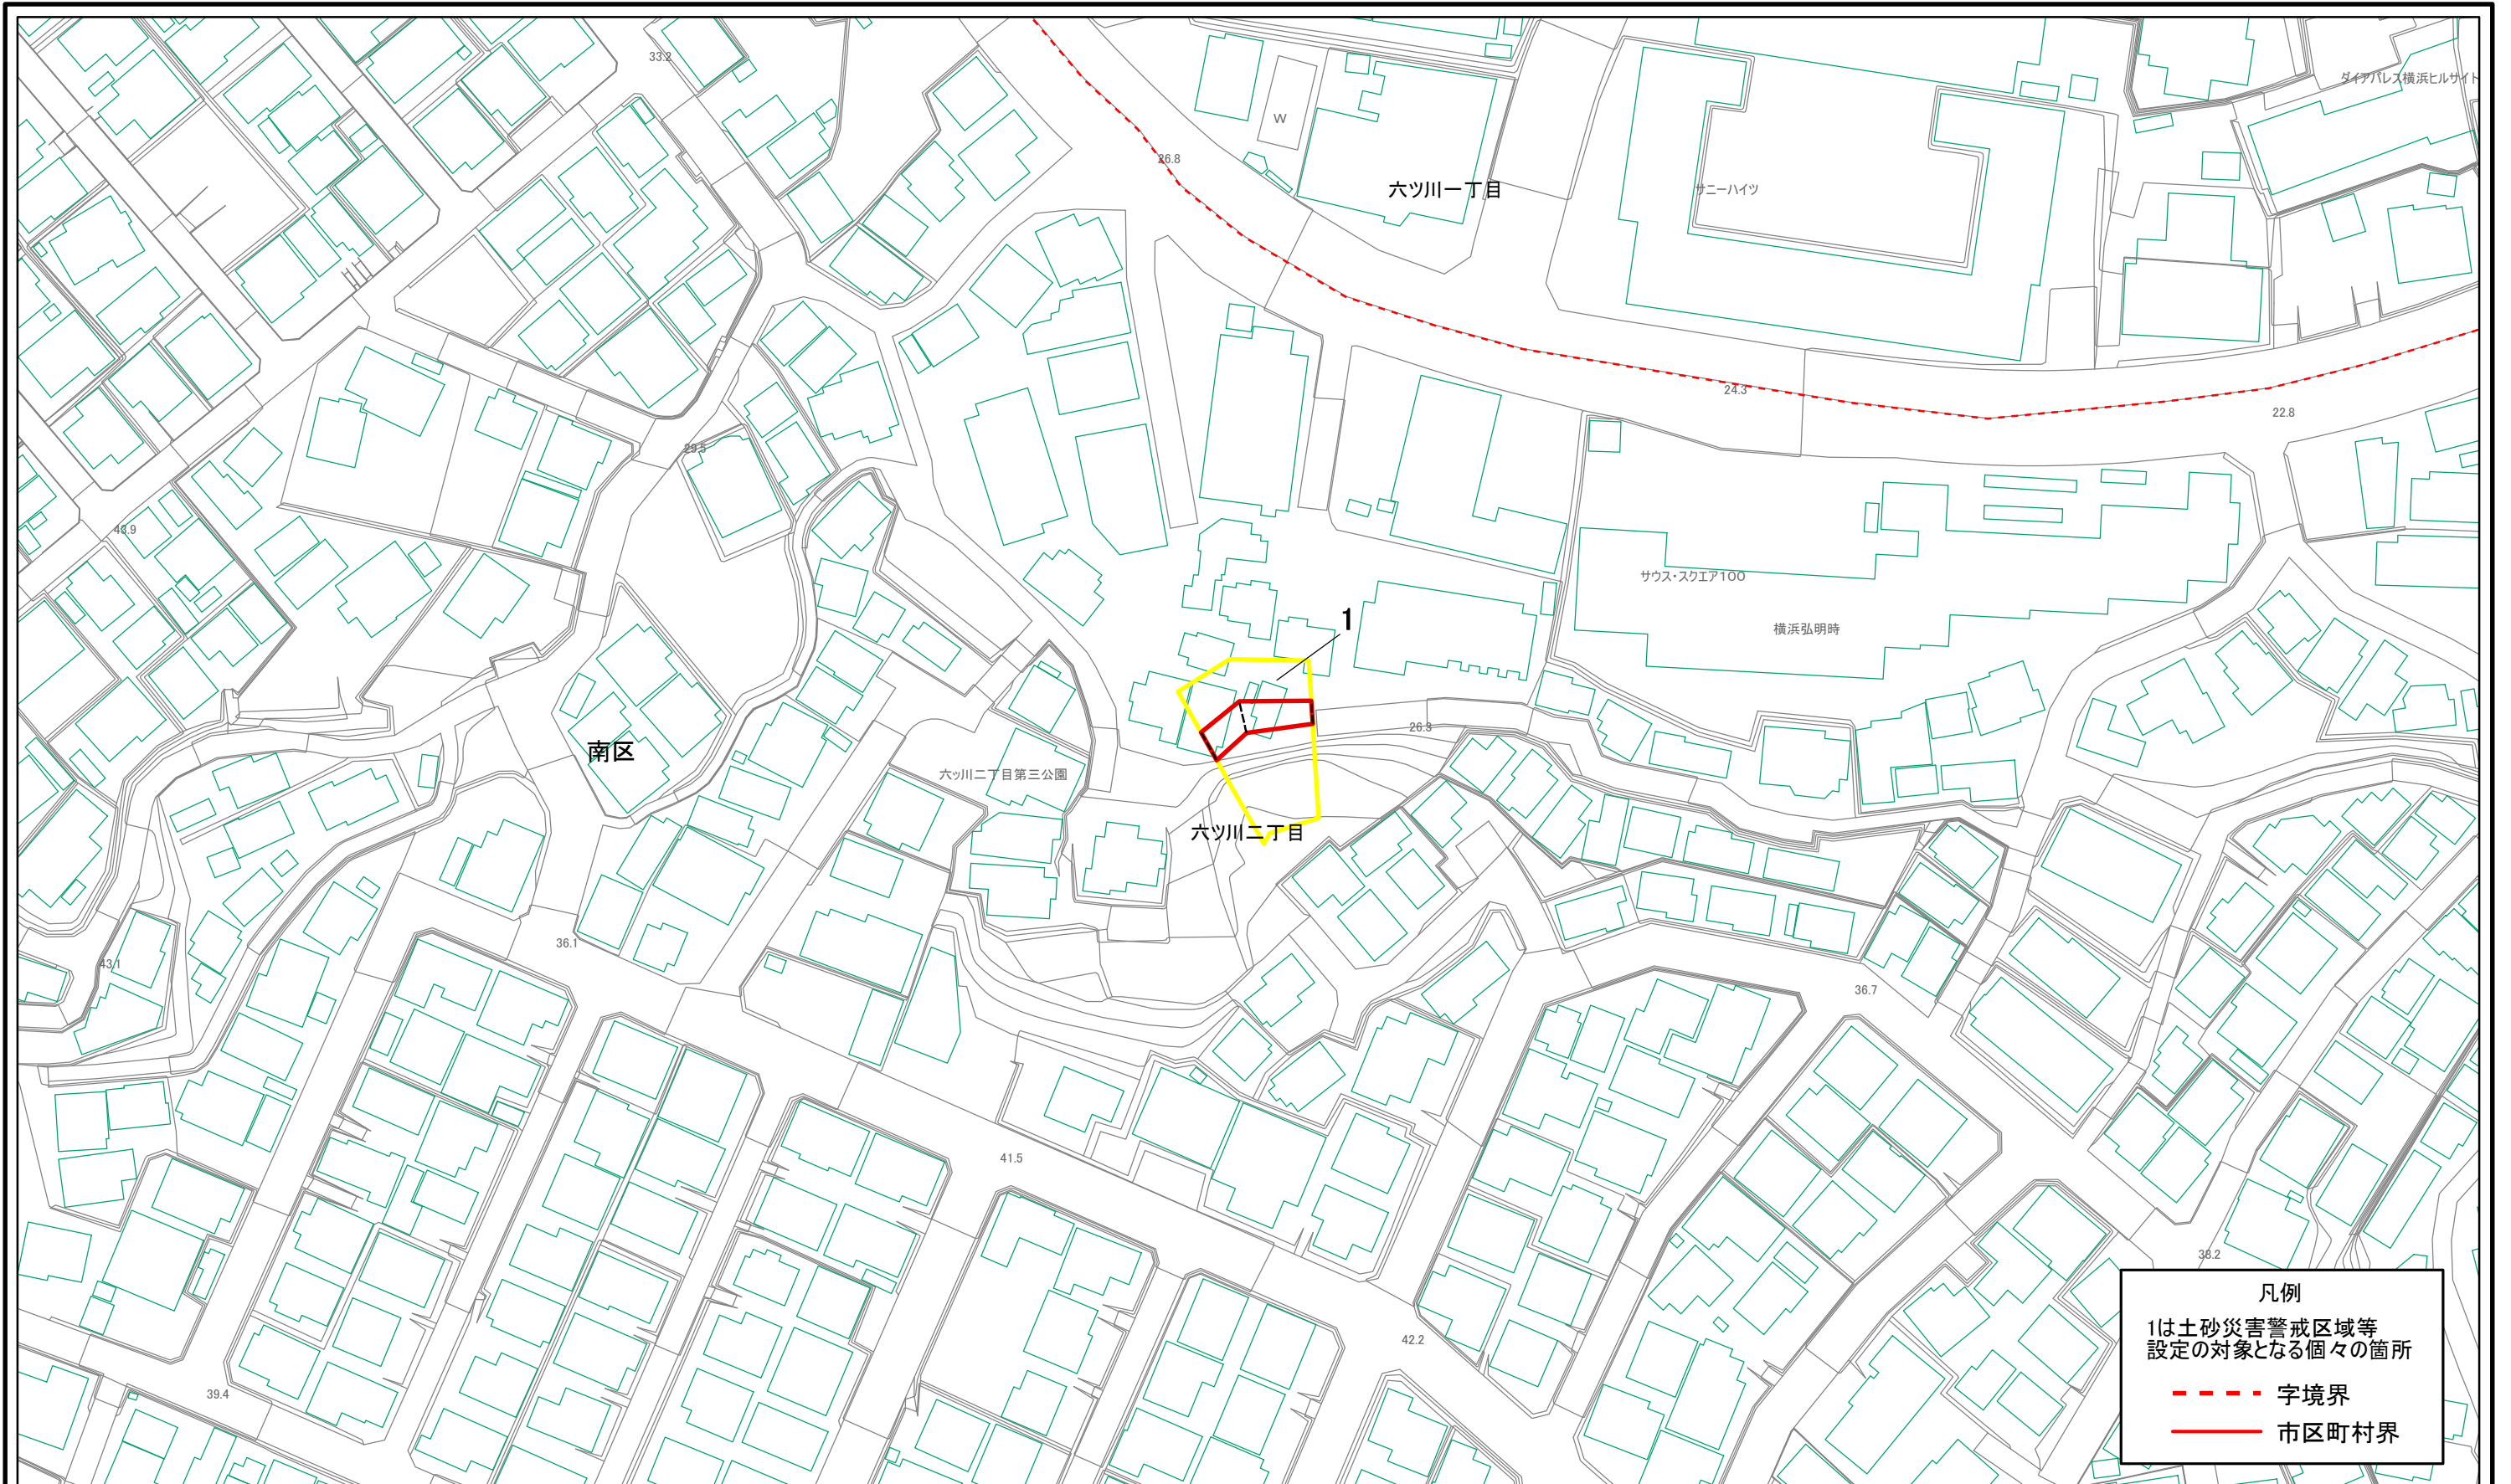 33.2
ダイアパレス横浜ヒルサイト
W
26.8
六ツ川一丁目
サニーハイツ
24.3
22.8
29.5
43.9
サウス・スクエア100
1
横浜弘明時
26.3
南区
六ッ川二丁目第三公園
六ツ川二丁目
36.1
43.1
36.7
41.5
38.2
42.2
39.4
凡例
1は土砂災害警戒区域等
設定の対象となる個々の箇所
字境界
市区町村界